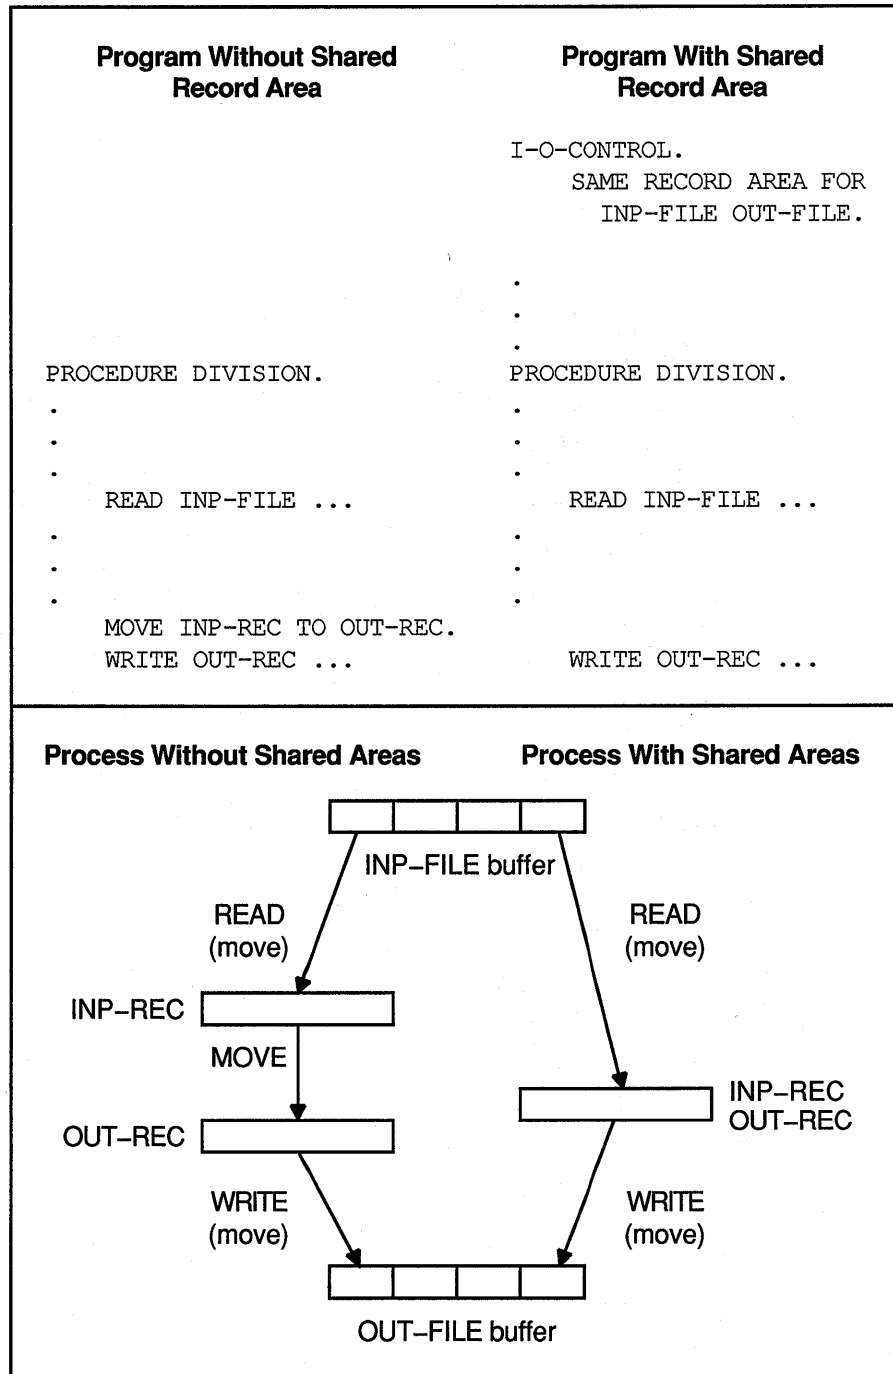 Program Without Shared
Record Area
PROCEDURE DIVISION.
.
.
.
READ INP-FILE ...
.
.
.
MOVE INP-REC TO OUT-REC.
WRITE OUT-REC ...
Program With Shared
Record Area
I-O-CONTROL.
SAME RECORD AREA FOR
INP-FILE OUT-FILE.
.
.
.
PROCEDURE DIVISION.
.
.
.
READ INP-FILE ...
.
.
.
WRITE OUT-REC ...
Process Without Shared Areas
Process With Shared Areas
INP–FILE buffer
READ
(move)
READ
(move)
INP–REC
MOVE
INP–REC
OUT–REC
OUT–REC
WRITE
(move)
WRITE
(move)
OUT–FILE buffer